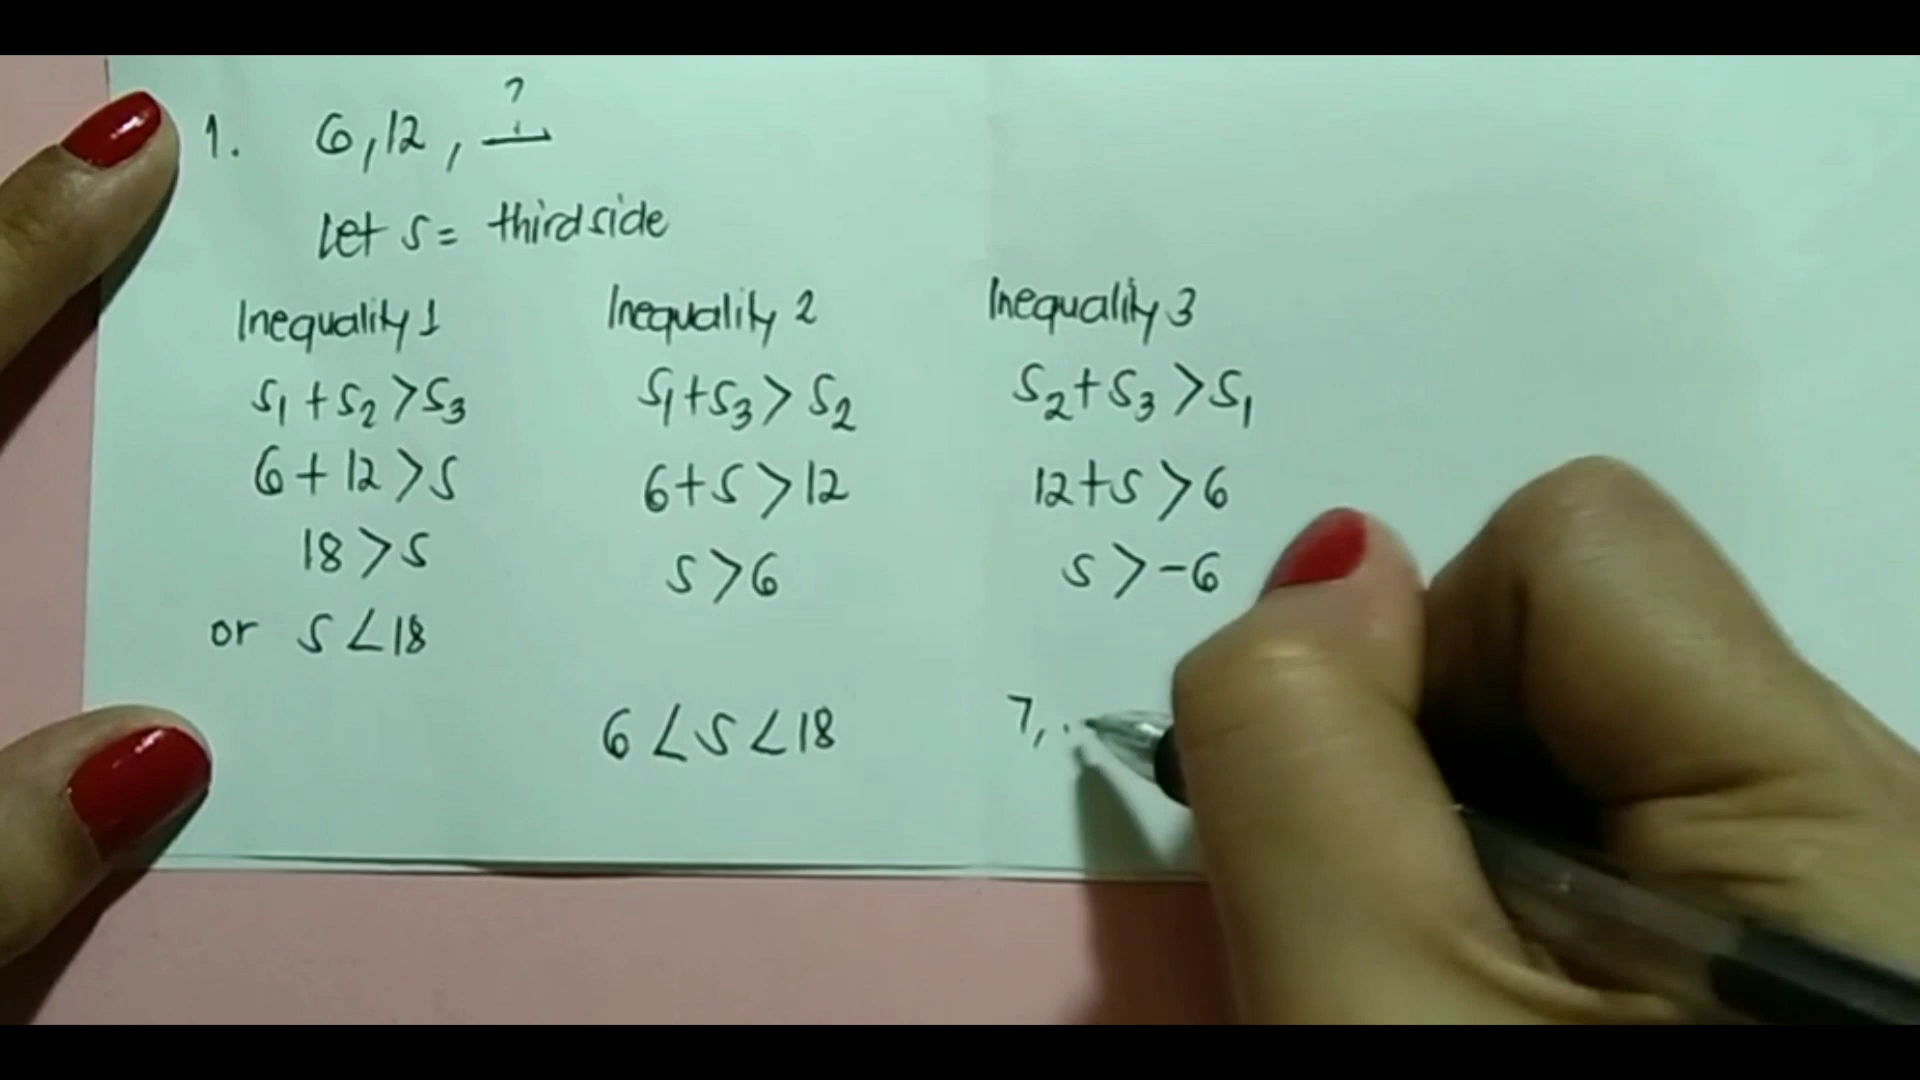 1. 6, 12, ?
Let s = third side
Inequality 1
S₁ + S₂ > S₃
6 + 12 > s
18 > s
or s < 18
Inequality 2
S₁ + S₃ > S₂
6 + s > 12
s > 6
Inequality 3
S₂ + S₃ > S₁
12 + s > 6
s > -6
6 < s < 18
7, .